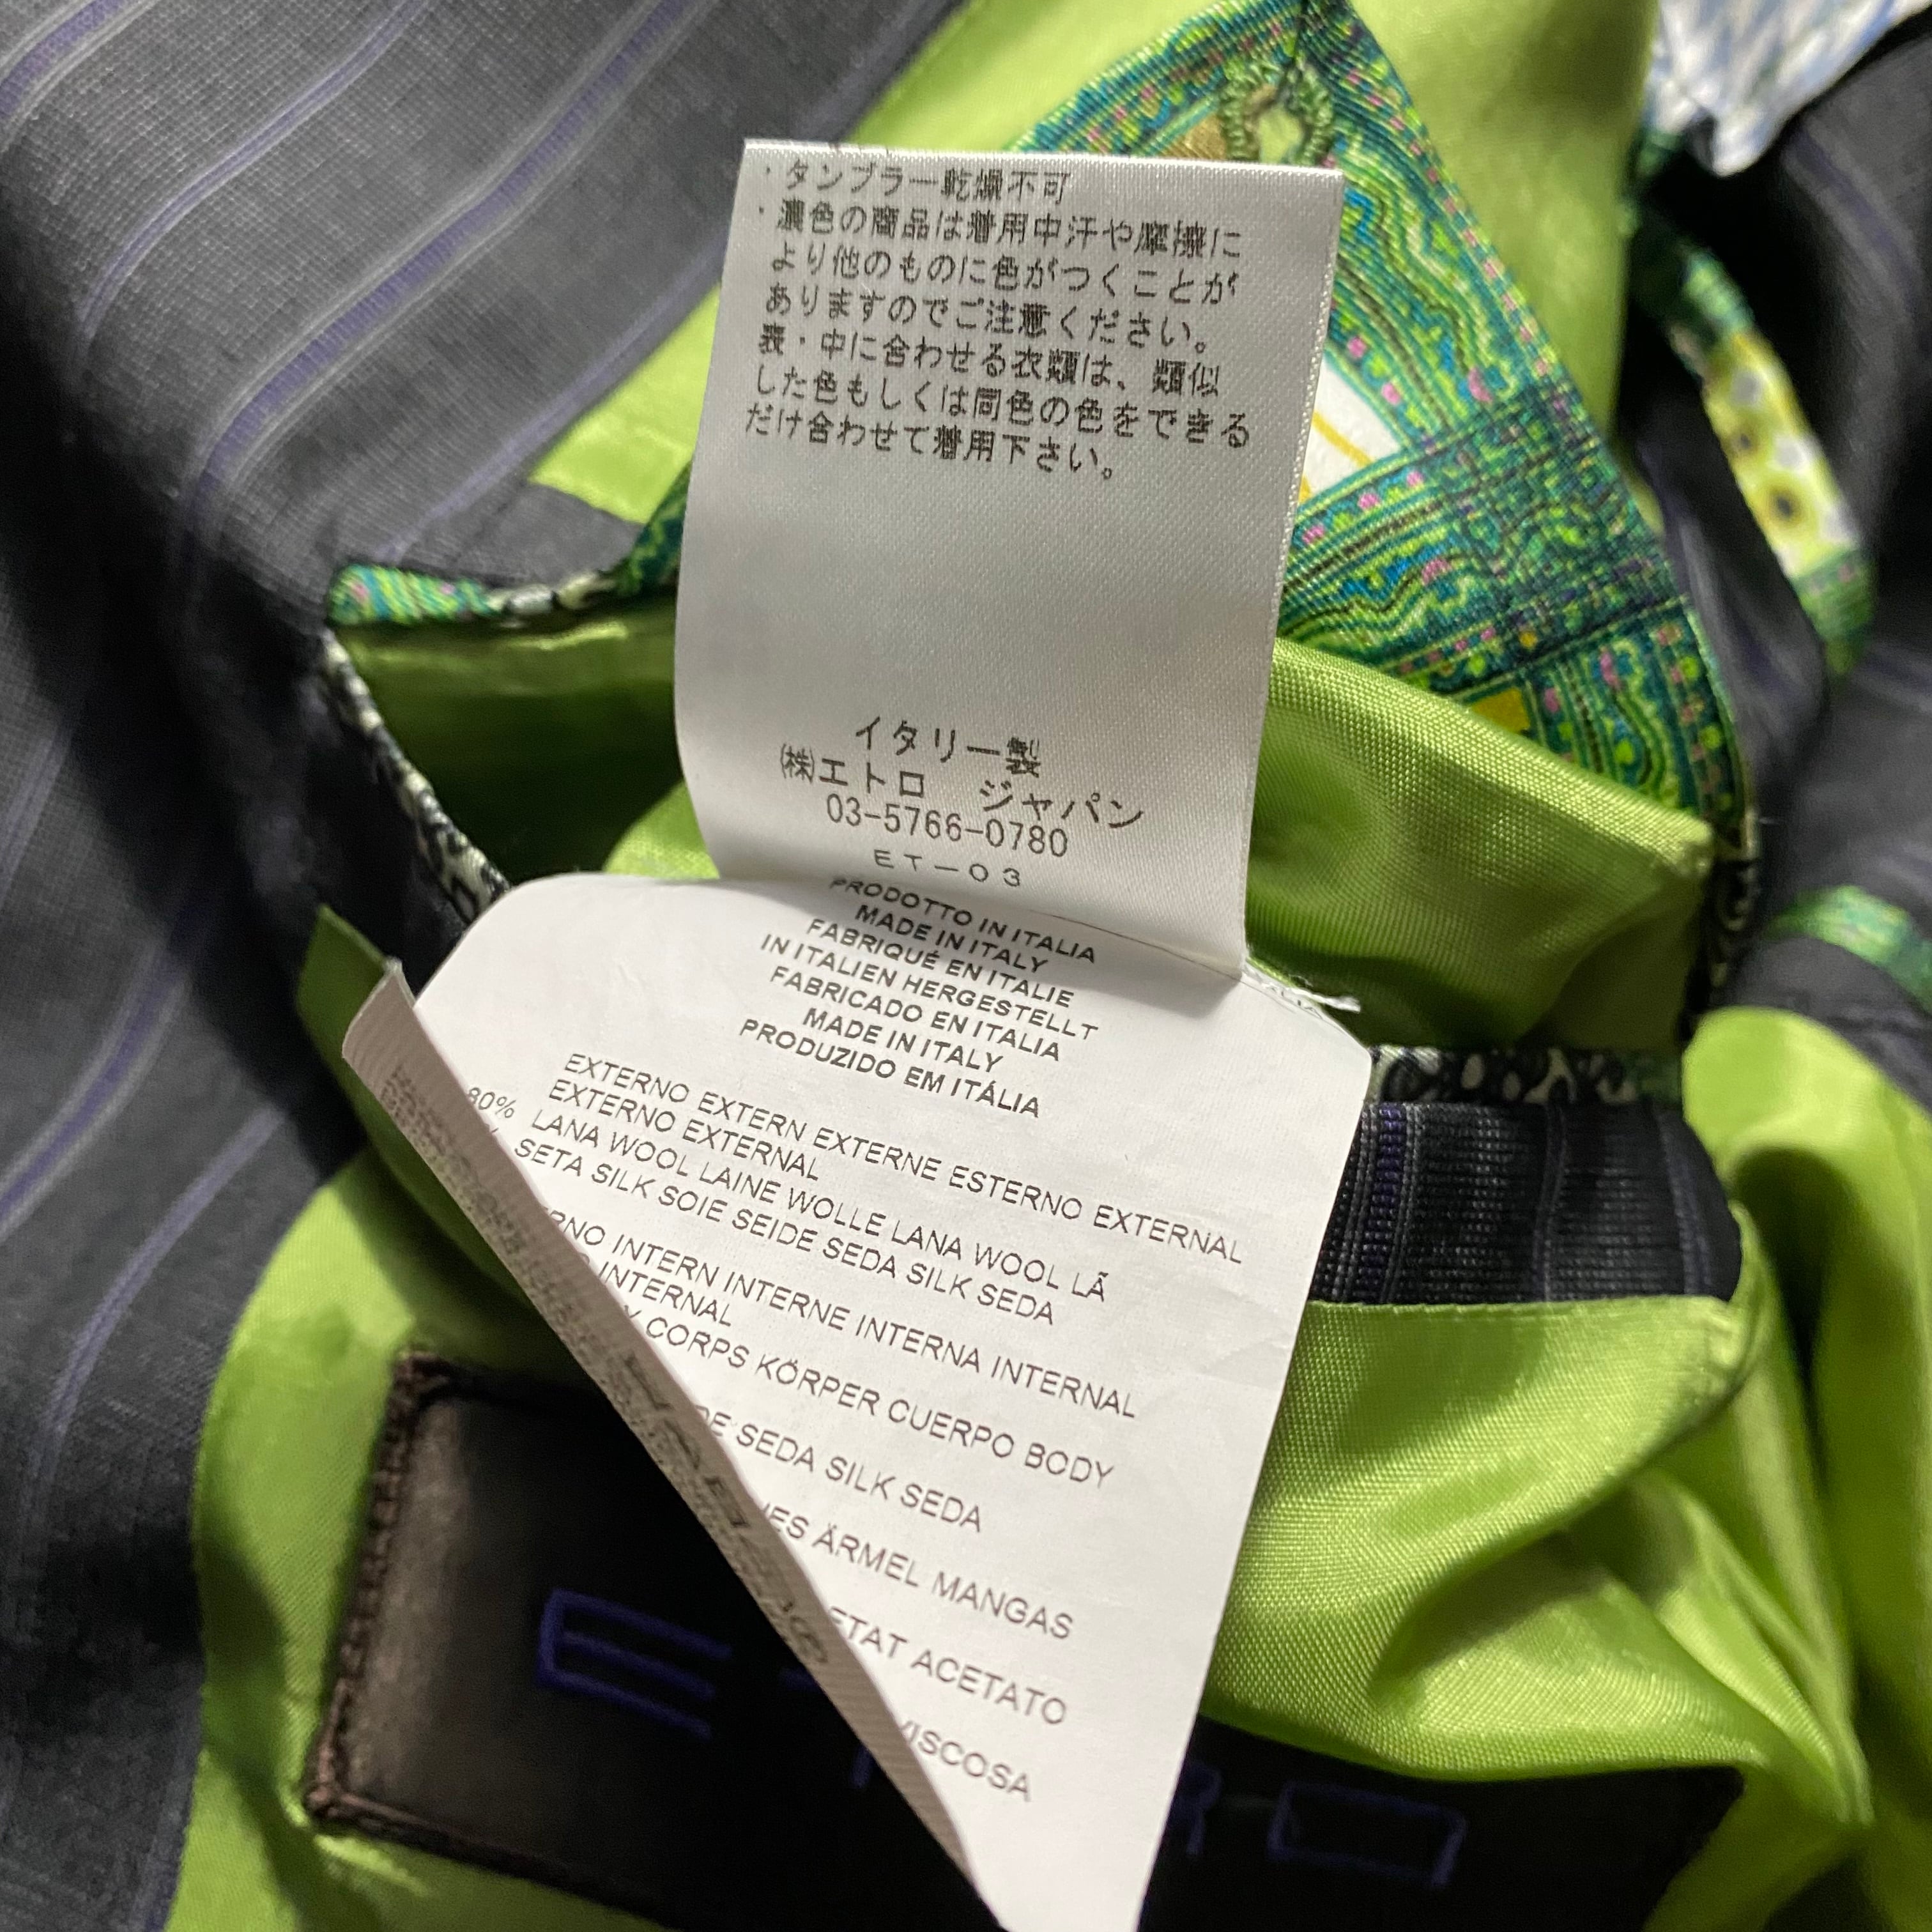 ・タンブラー乾燥不可
・濃色の商品は着用中汗や摩擦に
より他のものに色がつくことが
ありますのでご注意ください。
表・中に合わせる衣類は、類似
した色もしくは同色の色をできる
だけ合わせて着用下さい。
イタリー製
㈱エトロ ジャパン
03-5766-0780
ET-03
PRODOTTO IN ITALIA
MADE IN ITALY
FABRIQUÉ EN ITALIE
IN ITALIEN HERGESTELLT
FABRICADO EN ITALIA
MADE IN ITALY
PRODUZIDO EM ITÁLIA
EXTERNO EXTERN EXTERNE ESTERNO EXTERNAL
EXTERNO EXTERNAL
80% LANA WOOL LAINE WOLLE LANA WOOL LÃ
SETA SILK SOIE SEIDE SEDA SILK SEDA
INTERN INTERNE INTERNA INTERNAL
INTERNAL
CORPS KÖRPER CUERPO BODY
SEDA SILK SEDA
ÄRMEL MANGAS
ACETATO
VISCOSA